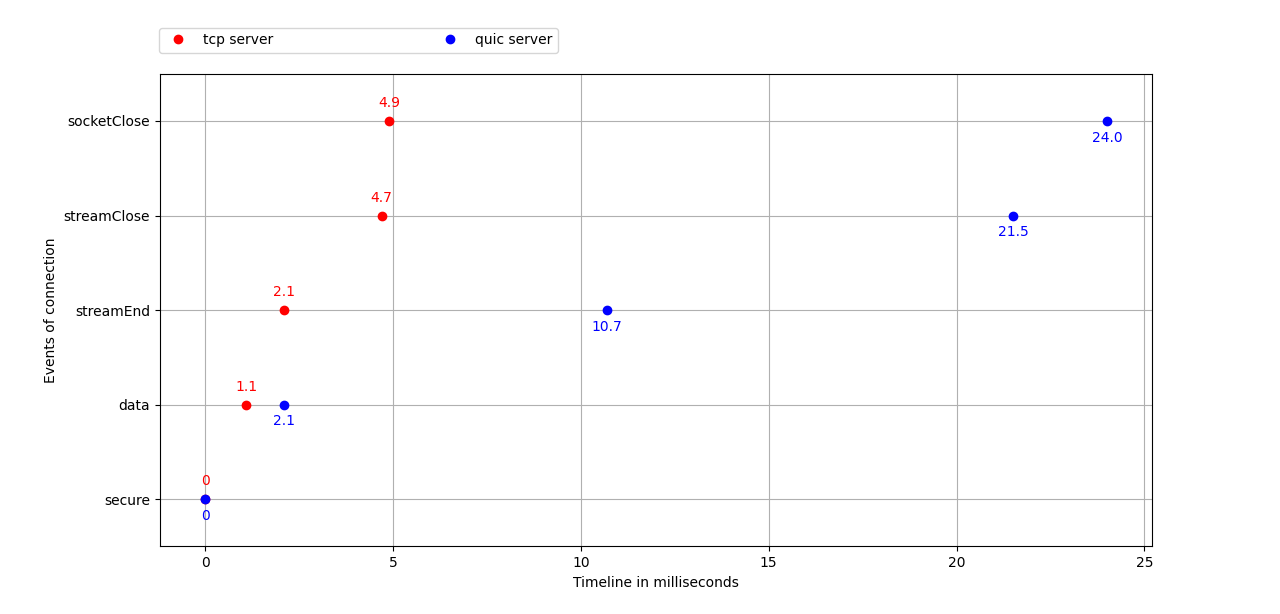 tcp server
quic server
socketClose
4.9
24.0
streamClose
4.7
21.5
streamEnd
2.1
10.7
data
1.1
2.1
secure
0
0
0
5
10
15
20
25
Timeline in milliseconds
Events of connection